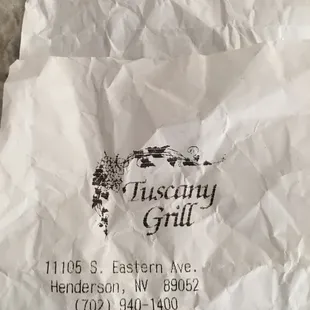 Tuscany
Grill
11105 S. Eastern Ave.
Henderson, NV 89052
(702) 940-1400